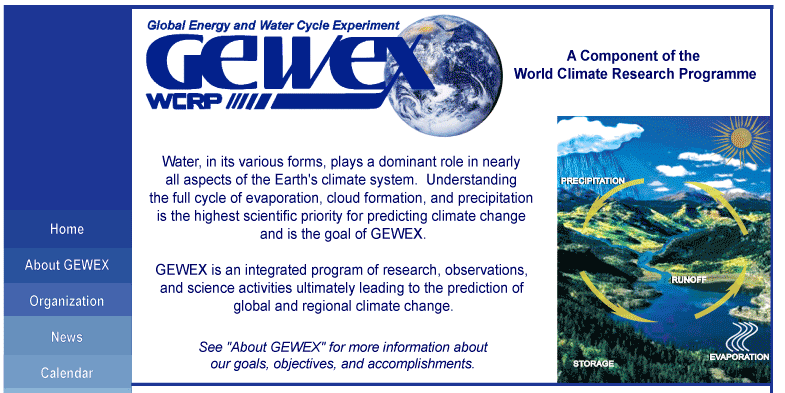 Global Energy and Water Cycle Experiment
GEWEX
WCRP
A Component of the
World Climate Research Programme
Water, in its various forms, plays a dominant role in nearly
all aspects of the Earth's climate system.  Understanding
the full cycle of evaporation, cloud formation, and precipitation
is the highest scientific priority for predicting climate change
and is the goal of GEWEX.
GEWEX is an integrated program of research, observations,
and science activities ultimately leading to the prediction of
global and regional climate change.
See "About GEWEX" for more information about
our goals, objectives, and accomplishments.
Home
About GEWEX
Organization
News
Calendar
PRECIPITATION
RUNOFF
EVAPORATION
STORAGE